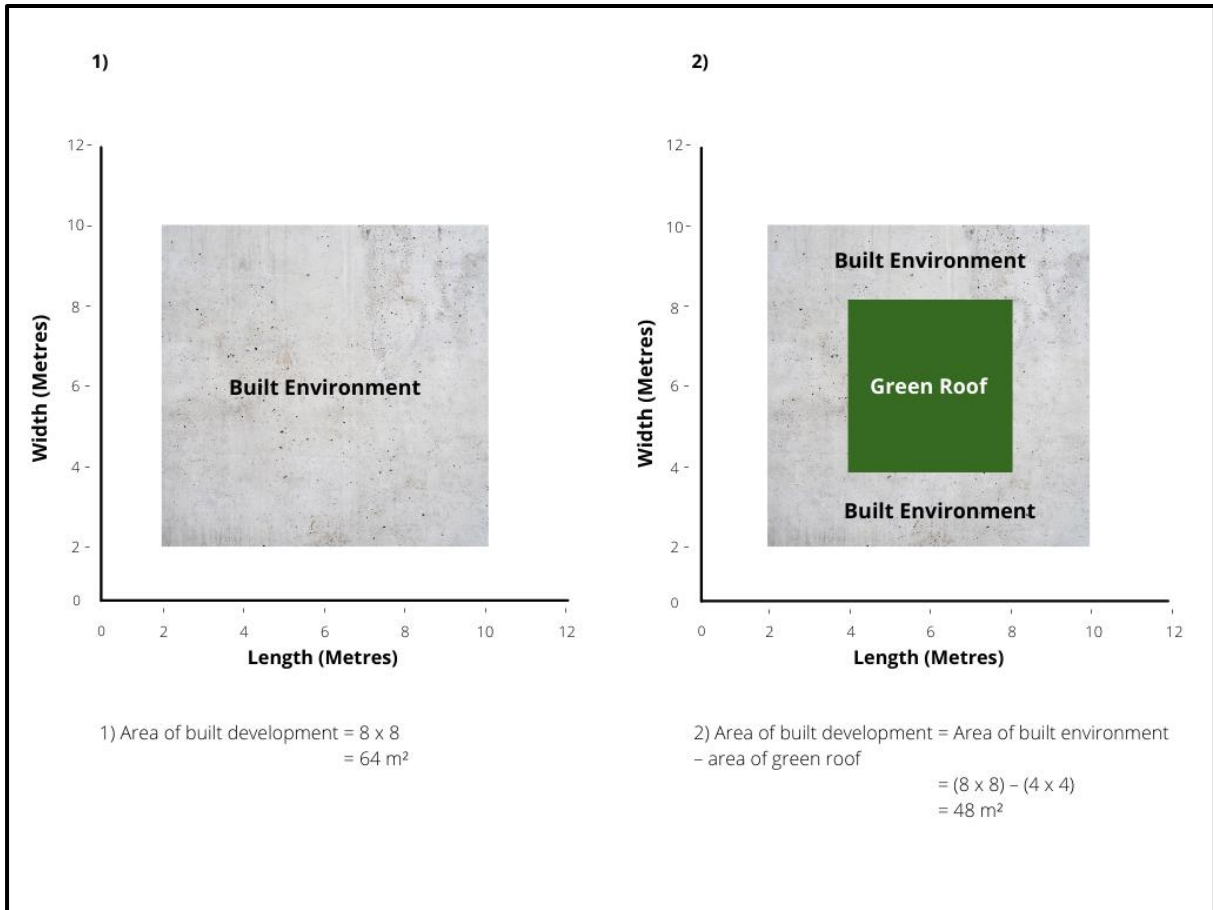 1)
12-
10-
8 -
6 -
4 -
2 -
0
Width (Metres)
Built Environment
0 2 4 6 8 10 12
Length (Metres)
1) Area of built development = 8 x 8
= 64 m²
2)
12-
10-
8 -
6 -
4 -
2 -
0
Width (Metres)
Built Environment
Green Roof
Built Environment
0 2 4 6 8 10 12
Length (Metres)
2) Area of built development = Area of built environment
– area of green roof
= (8 x 8) – (4 x 4)
= 48 m²